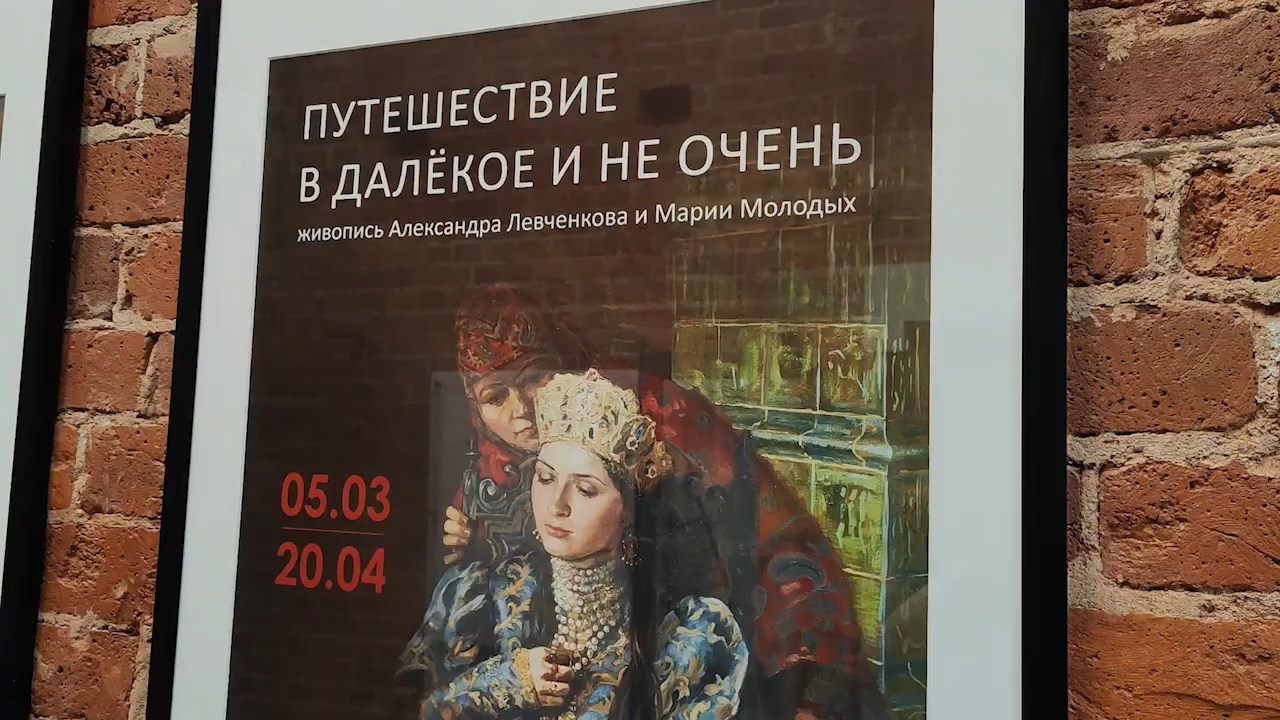 ПУТЕШЕСТВИЕ
В ДАЛЁКОЕ И НЕ ОЧЕНЬ
живопись Александра Левченкова и Марии Молодых
05.03
20.04